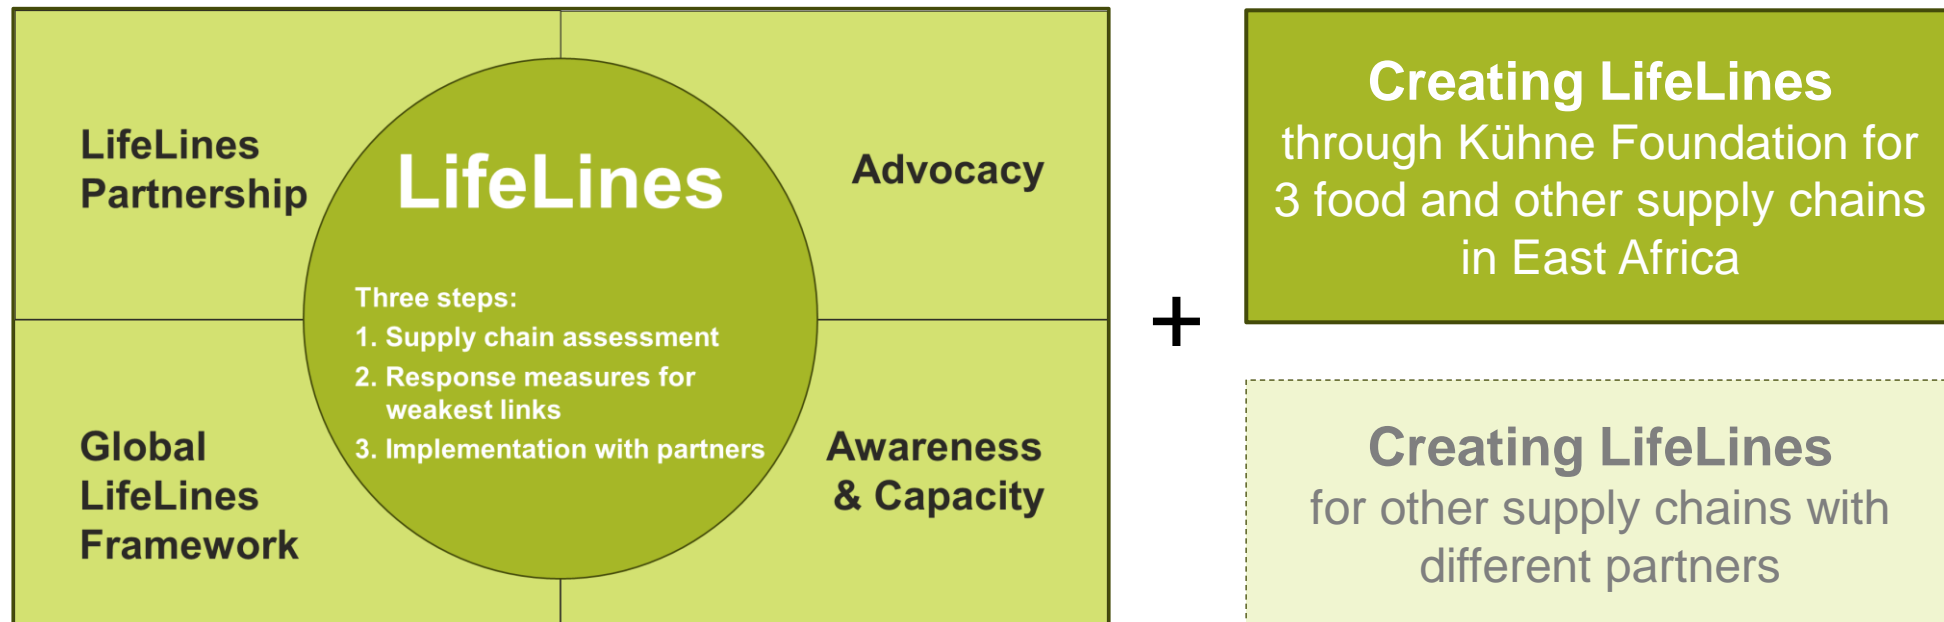 LifeLines
Partnership
Advocacy
LifeLines
Three steps:
1. Supply chain assessment
2. Response measures for
weakest links
3. Implementation with partners
Global
LifeLines
Framework
Awareness
& Capacity
+
Creating LifeLines
through Kühne Foundation for
3 food and other supply chains
in East Africa
Creating LifeLines
for other supply chains with
different partners